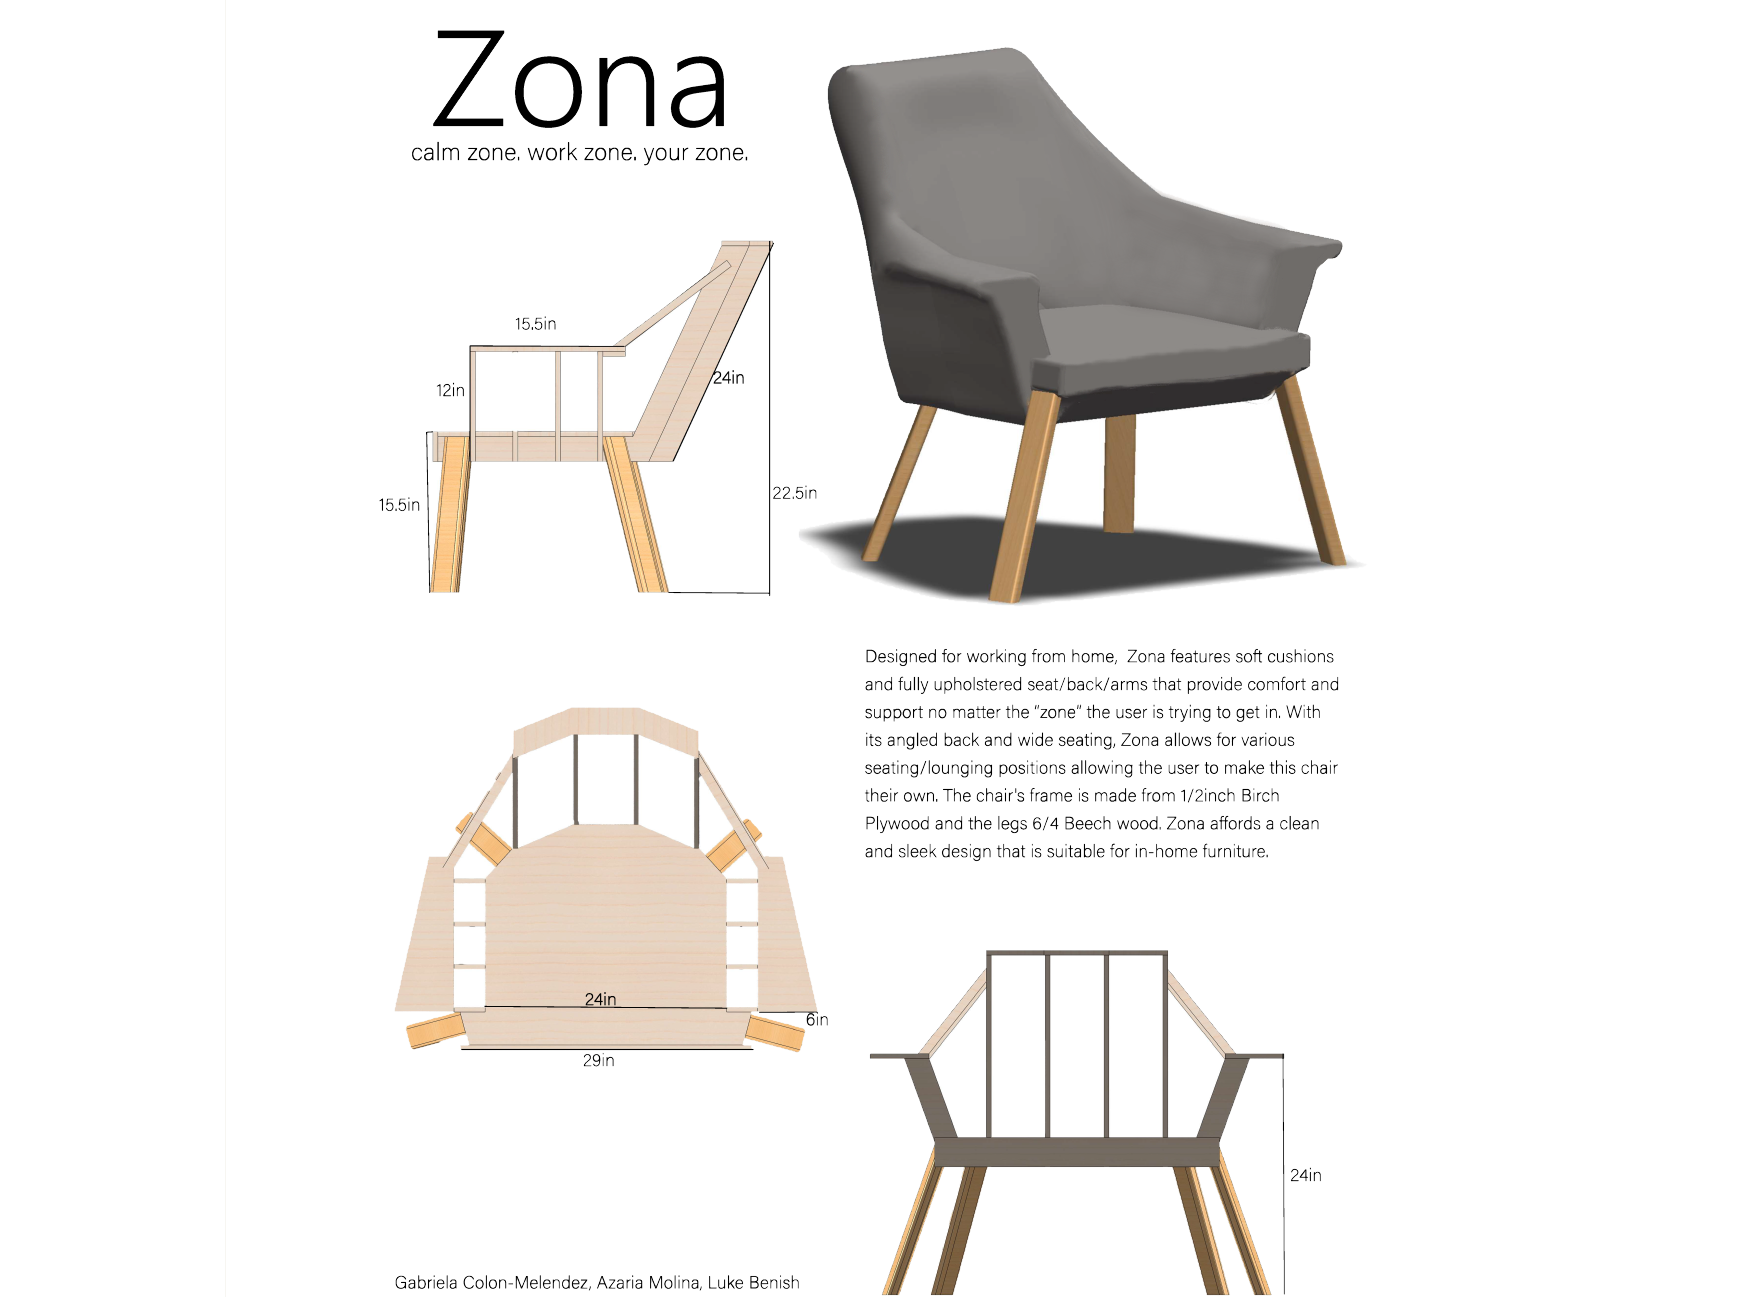 Zona
calm zone. work zone. your zone.
15.5in
12in
24in
15.5in
22.5in
Designed for working from home,  Zona features soft cushions
and fully upholstered seat/back/arms that provide comfort and
support no matter the "zone" the user is trying to get in. With
its angled back and wide seating, Zona allows for various
seating/lounging positions allowing the user to make this chair
their own. The chair's frame is made from 1/2inch Birch
Plywood and the legs 6/4 Beech wood. Zona affords a clean
and sleek design that is suitable for in-home furniture.
24in
6in
29in
24in
Gabriela Colon-Melendez, Azaria Molina, Luke Benish